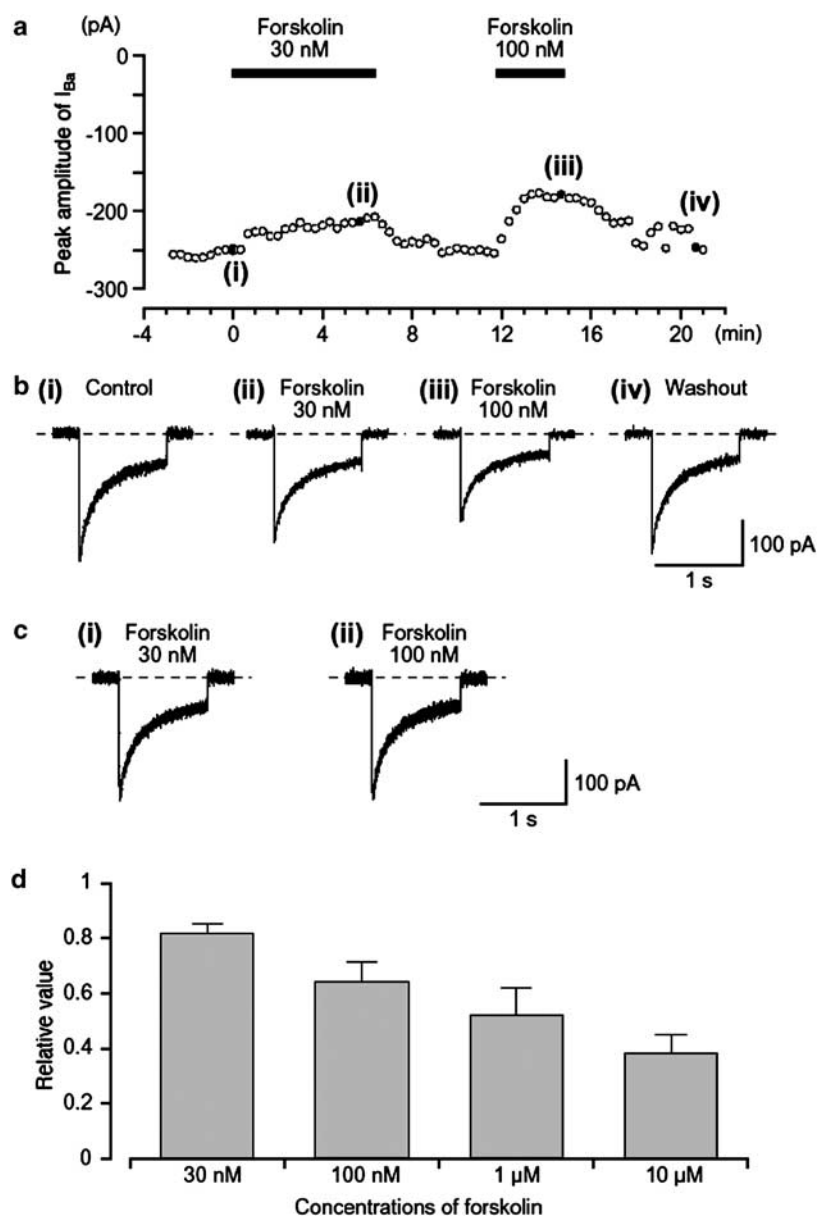 a
(pA)
Forskolin
30 nM
Forskolin
100 nM
Peak amplitude of I_Ba
0
-100
-200
-300
(i)
(ii)
(iii)
(iv)
-4
0
4
8
12
16
20
(min)
b
(i) Control
(ii) Forskolin
30 nM
(iii) Forskolin
100 nM
(iv) Washout
100 pA
1 s
c
(i) Forskolin
30 nM
(ii) Forskolin
100 nM
100 pA
1 s
d
Relative value
1
0.8
0.6
0.4
0.2
0
30 nM
100 nM
1 µM
10 µM
Concentrations of forskolin